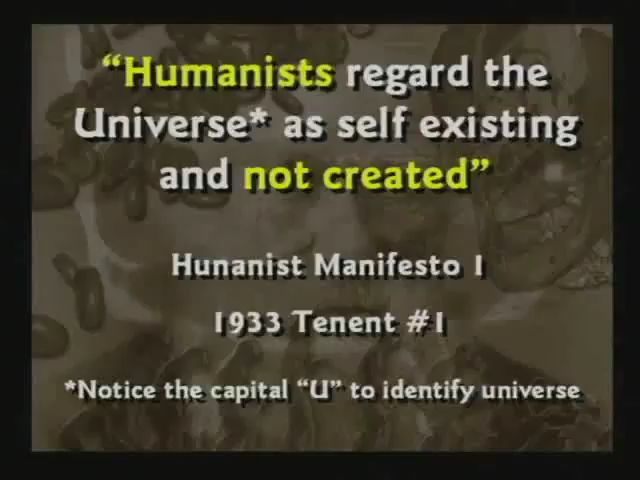 “Humanists regard the
Universe* as self existing
and not created”
Hunanist Manifesto 1
1933 Tenent #1
*Notice the capital “U” to identify universe